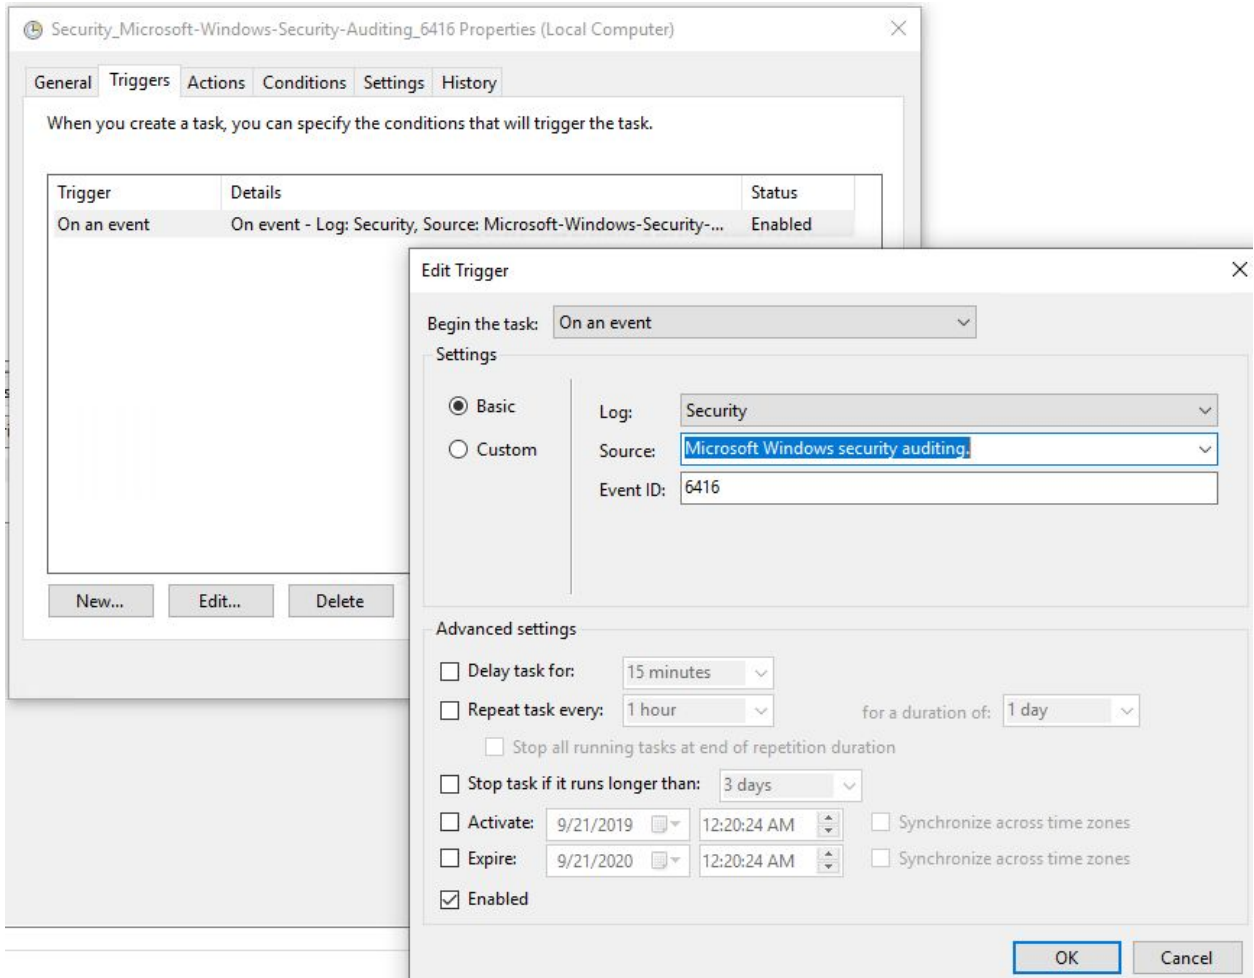 Security_Microsoft-Windows-Security-Auditing_6416 Properties (Local Computer)
General Triggers Actions Conditions Settings History
When you create a task, you can specify the conditions that will trigger the task.
Trigger Details Status
On an event On event - Log: Security, Source: Microsoft-Windows-Security-... Enabled
New... Edit... Delete
Edit Trigger
Begin the task: On an event
Settings
Basic
Custom
Log: Security
Source: Microsoft Windows security auditing.
Event ID: 6416
Advanced settings
Delay task for: 15 minutes
Repeat task every: 1 hour for a duration of: 1 day
Stop all running tasks at end of repetition duration
Stop task if it runs longer than: 3 days
Activate: 9/21/2019 12:20:24 AM Synchronize across time zones
Expire: 9/21/2020 12:20:24 AM Synchronize across time zones
Enabled
OK Cancel